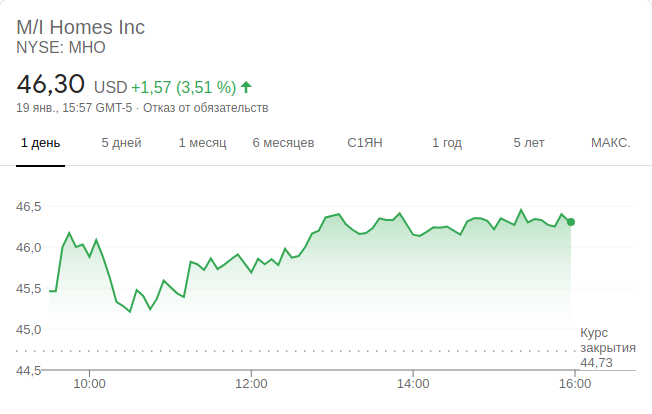 M/I Homes Inc
NYSE: MHO
46,30 USD +1,57 (3,51 %)
19 янв., 15:57 GMT-5 · Отказ от обязательств
1 день 5 дней 1 месяц 6 месяцев С1ЯН 1 год 5 лет МАКС.
46,5
46,0
45,5
45,0
Курс
закрытия
44,73
44,5
10:00 12:00 14:00 16:00